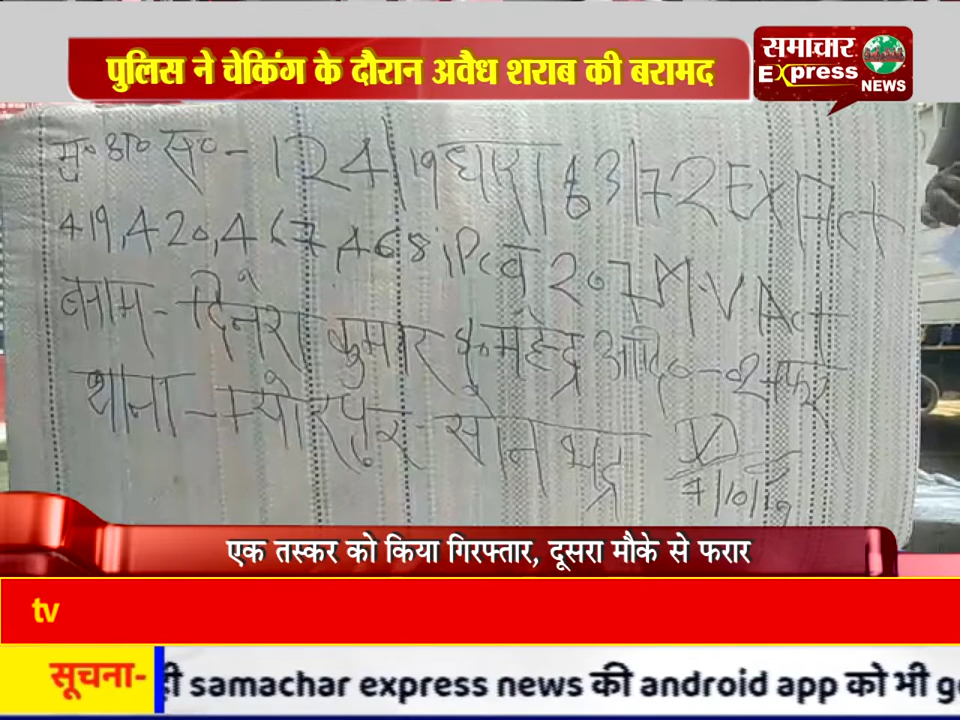 पुलिस ने चेकिंग के दौरान अवैध शराब की बरामद
समाचार
Express
NEWS
मु० अ० स०- 124/19 धारा 63/72 EX Act
419,420,467,468 IPC व 207 M.V. Act
बनाम- दिनेश कुमार महेन्द्र आदि
थाना-म्योरपुर-सोनभद्र
7/10/19
एक तस्कर को किया गिरफ्तार, दूसरा मौके से फरार
tv
सूचना- ही samachar express news की android app को भी